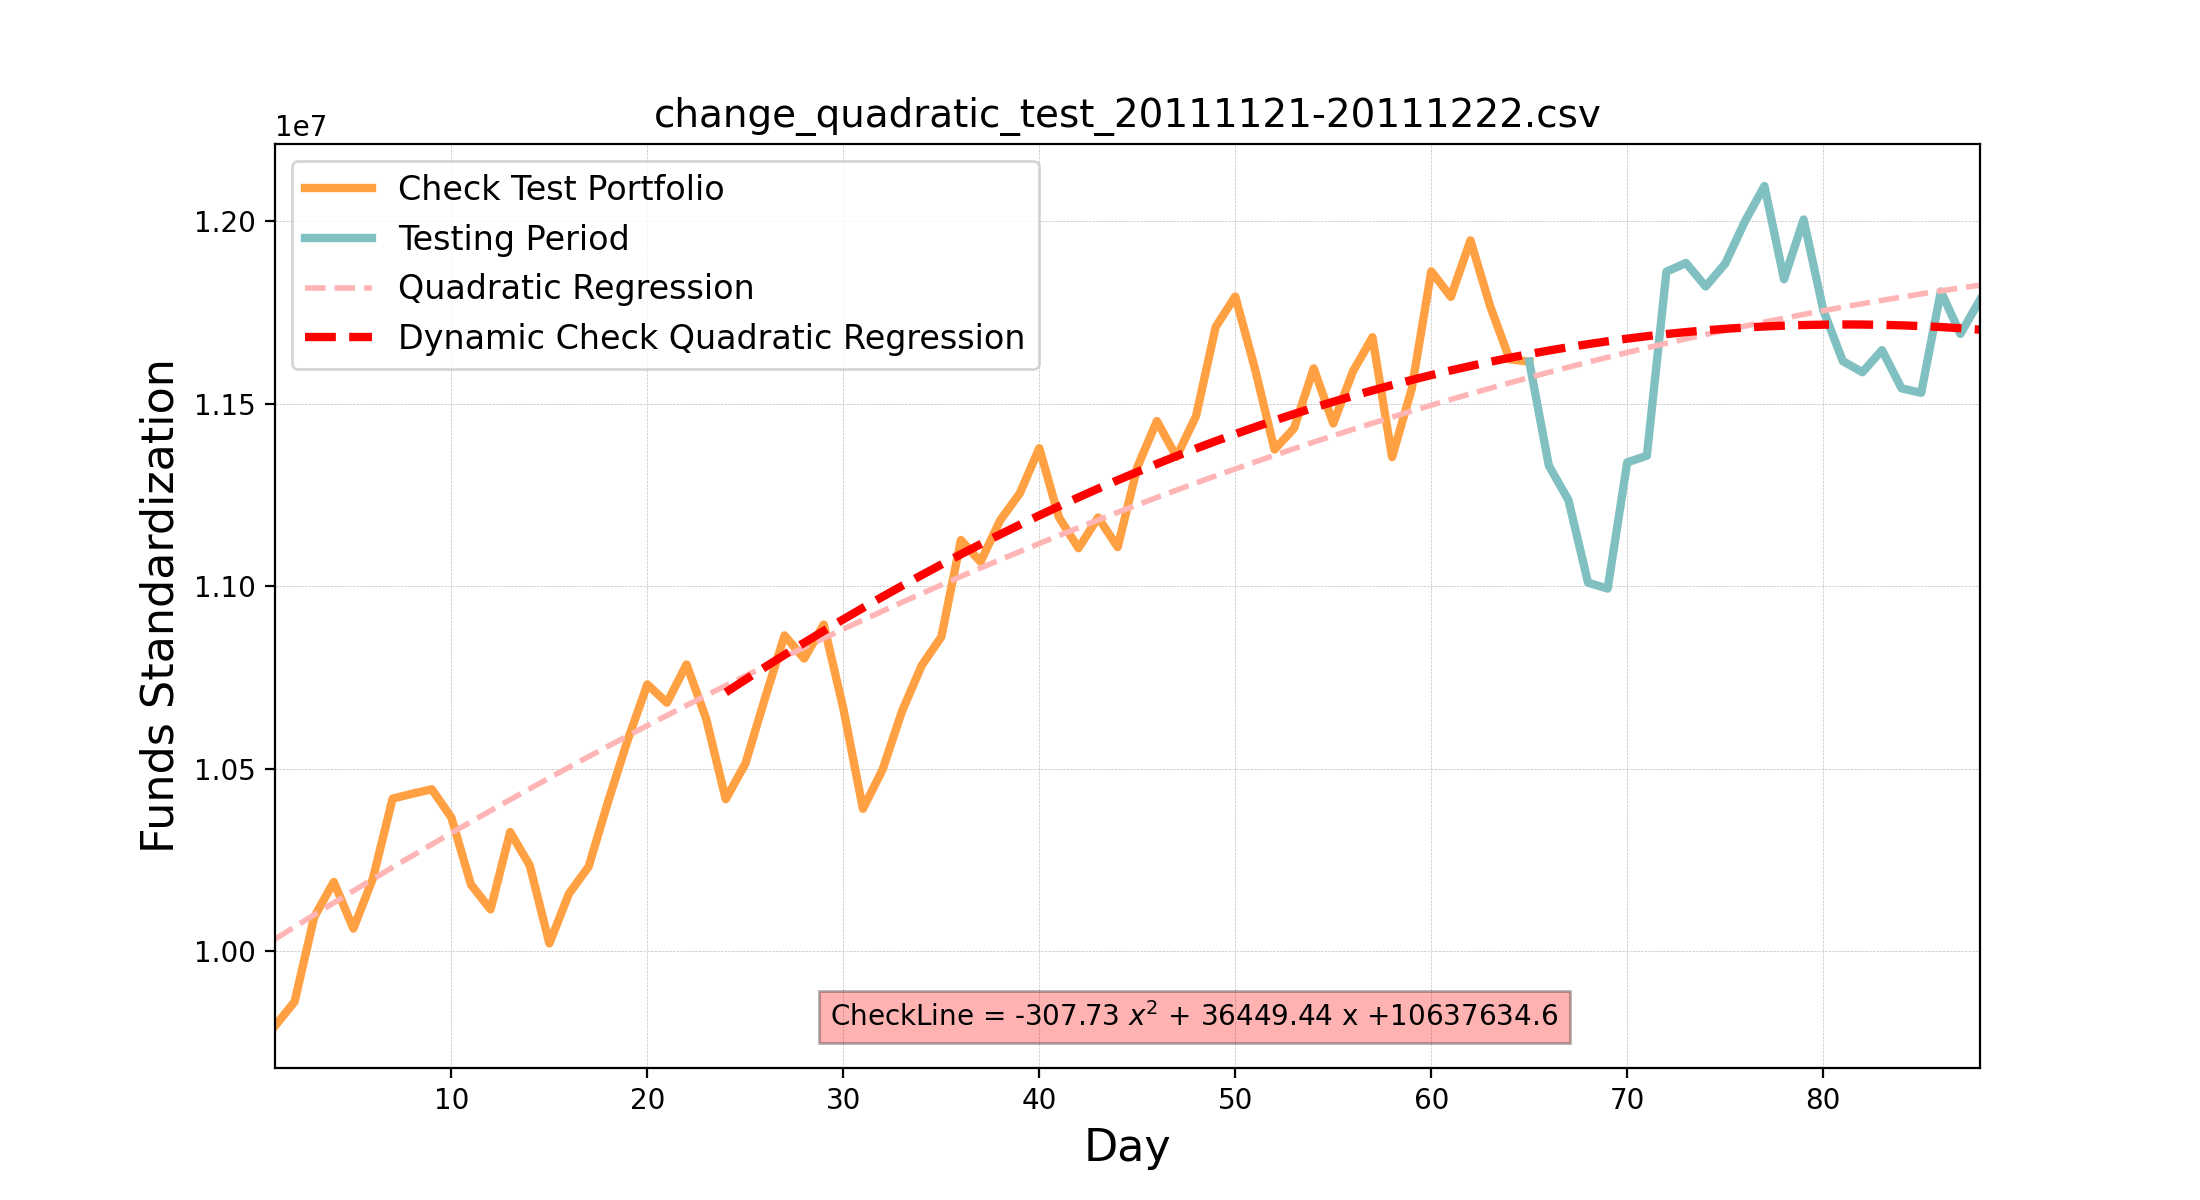 change_quadratic_test_20111121-20111222.csv
1e7
Check Test Portfolio
Testing Period
Quadratic Regression
Dynamic Check Quadratic Regression
1.20
1.15
1.10
1.05
1.00
Funds Standardization
CheckLine = -307.73 x² + 36449.44 x +10637634.6
10 20 30 40 50 60 70 80
Day